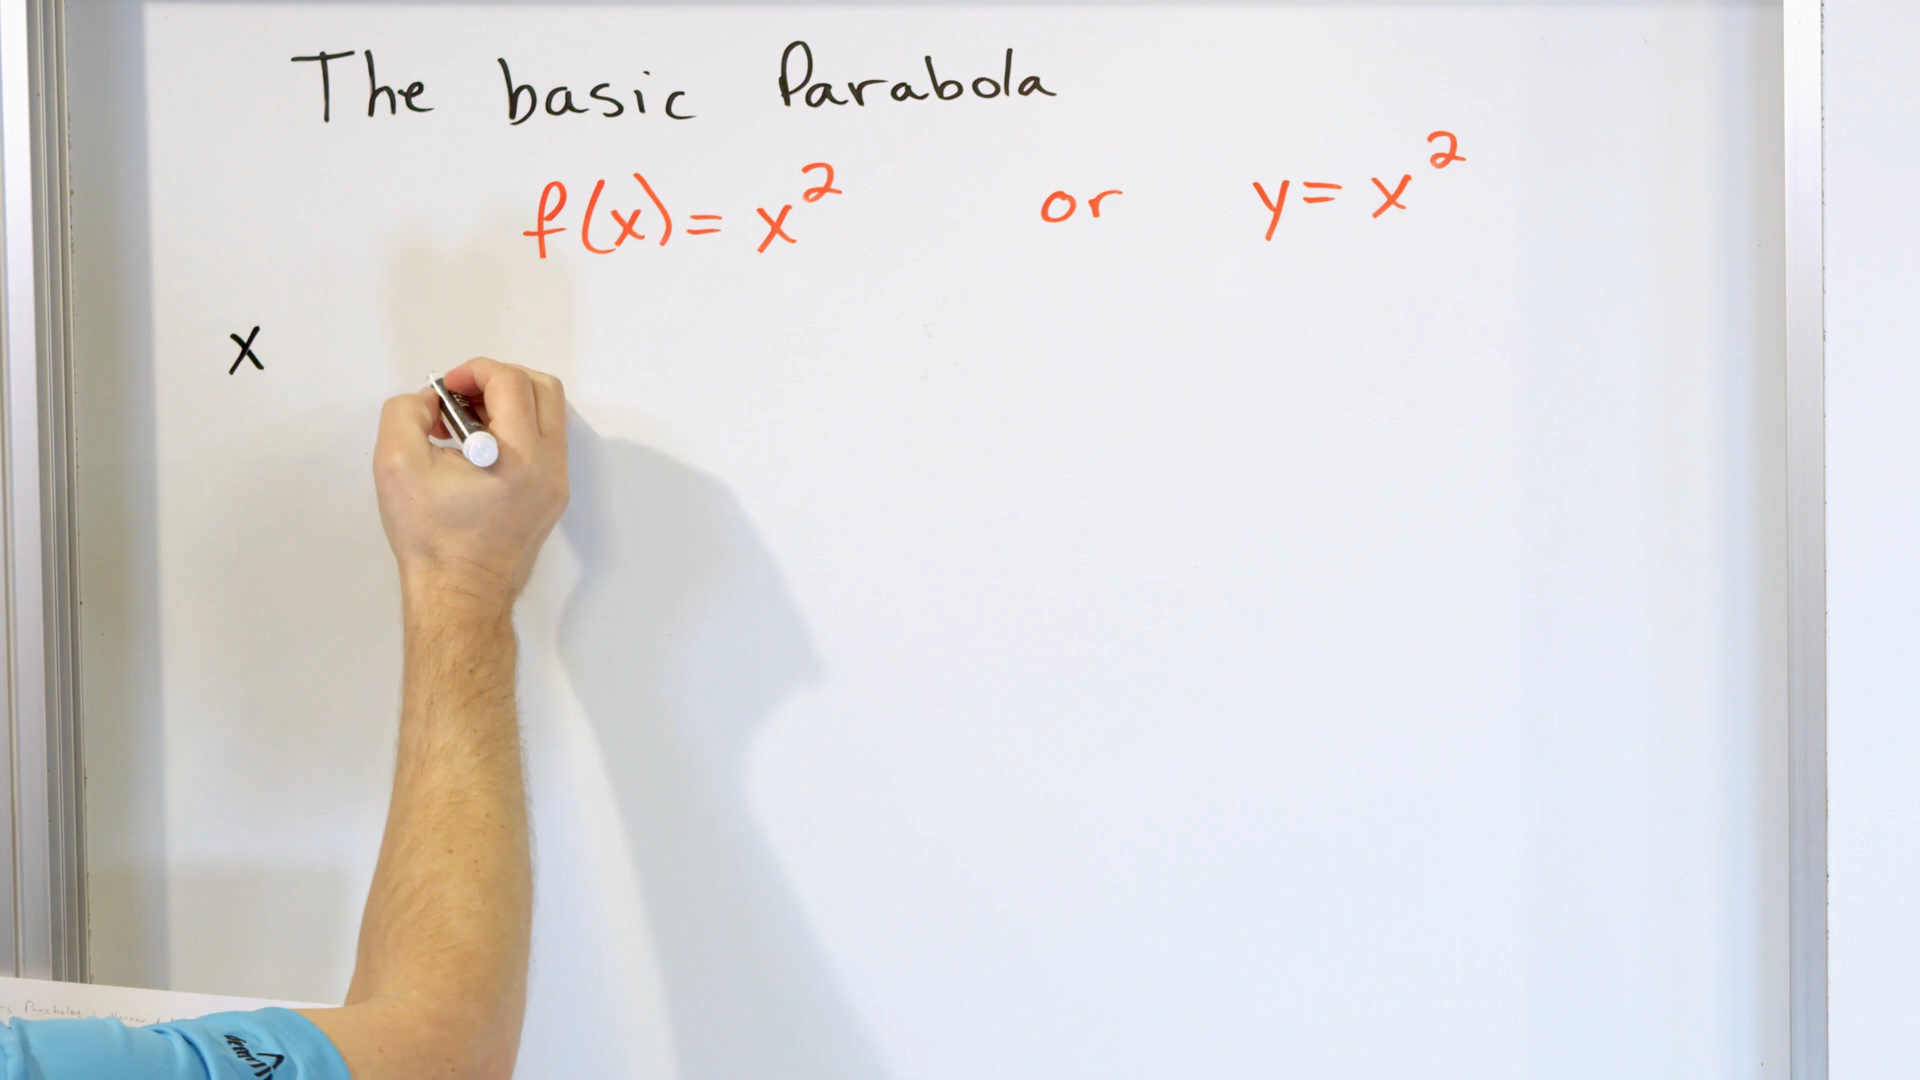 The basic Parabola
f(x) = x² or y = x²
x